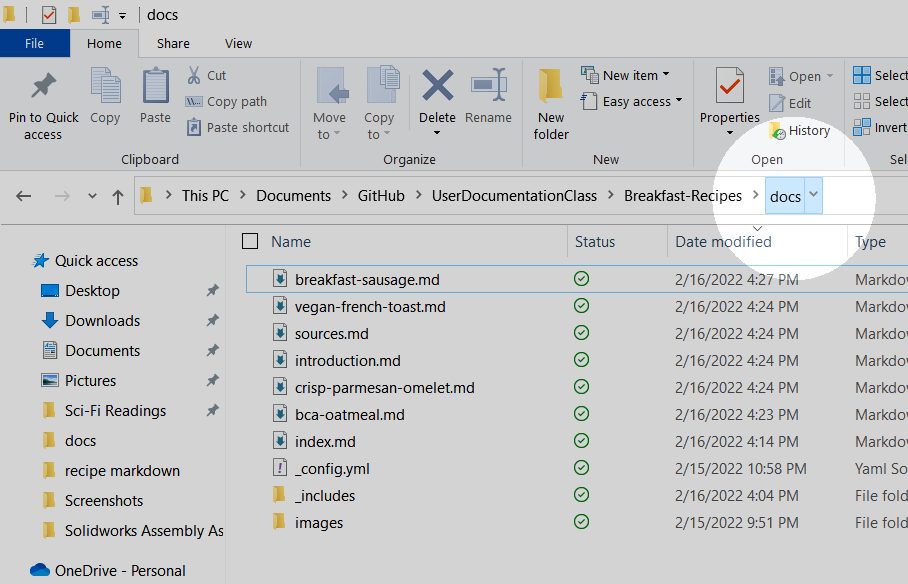 docs
File Home Share View
Pin to Quick access
Copy
Paste
Cut
Copy path
Paste shortcut
Clipboard
Move to
Copy to
Delete
Rename
Organize
New folder
New item
Easy access
New
Properties
Open
Edit
History
Open
Select
Select
Invert
Sel
This PC > Documents > GitHub > UserDocumentationClass > Breakfast-Recipes > docs
Quick access
Desktop
Downloads
Documents
Pictures
Sci-Fi Readings
docs
recipe markdown
Screenshots
Solidworks Assembly As
OneDrive - Personal
Name Status Date modified Type
breakfast-sausage.md 2/16/2022 4:27 PM Markdo
vegan-french-toast.md 2/16/2022 4:24 PM Markdo
sources.md 2/16/2022 4:24 PM Markdo
introduction.md 2/16/2022 4:24 PM Markdo
crisp-parmesan-omelet.md 2/16/2022 4:24 PM Markdo
bca-oatmeal.md 2/16/2022 4:23 PM Markdo
index.md 2/16/2022 4:14 PM Markdo
_config.yml 2/15/2022 10:58 PM Yaml So
_includes 2/16/2022 4:04 PM File fold
images 2/15/2022 9:51 PM File fold